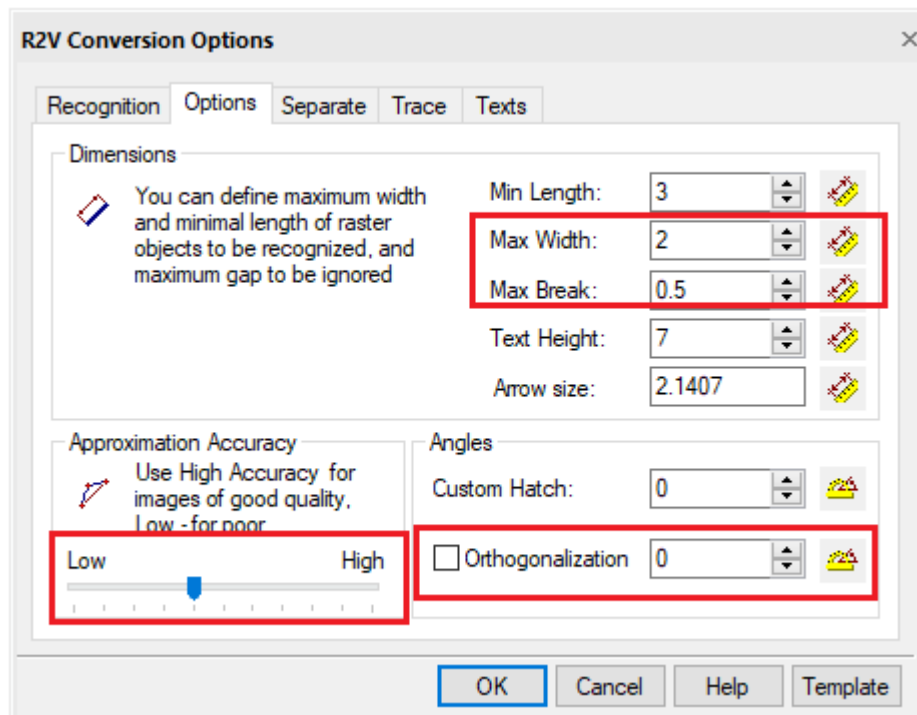 R2V Conversion Options
Recognition Options Separate Trace Texts
Dimensions
You can define maximum width
and minimal length of raster
objects to be recognized, and
maximum gap to be ignored
Min Length: 3
Max Width: 2
Max Break: 0.5
Text Height: 7
Arrow size: 2.1407
Approximation Accuracy
Use High Accuracy for
images of good quality,
Low - for poor
Low High
Angles
Custom Hatch: 0
Orthogonalization 0
OK Cancel Help Template